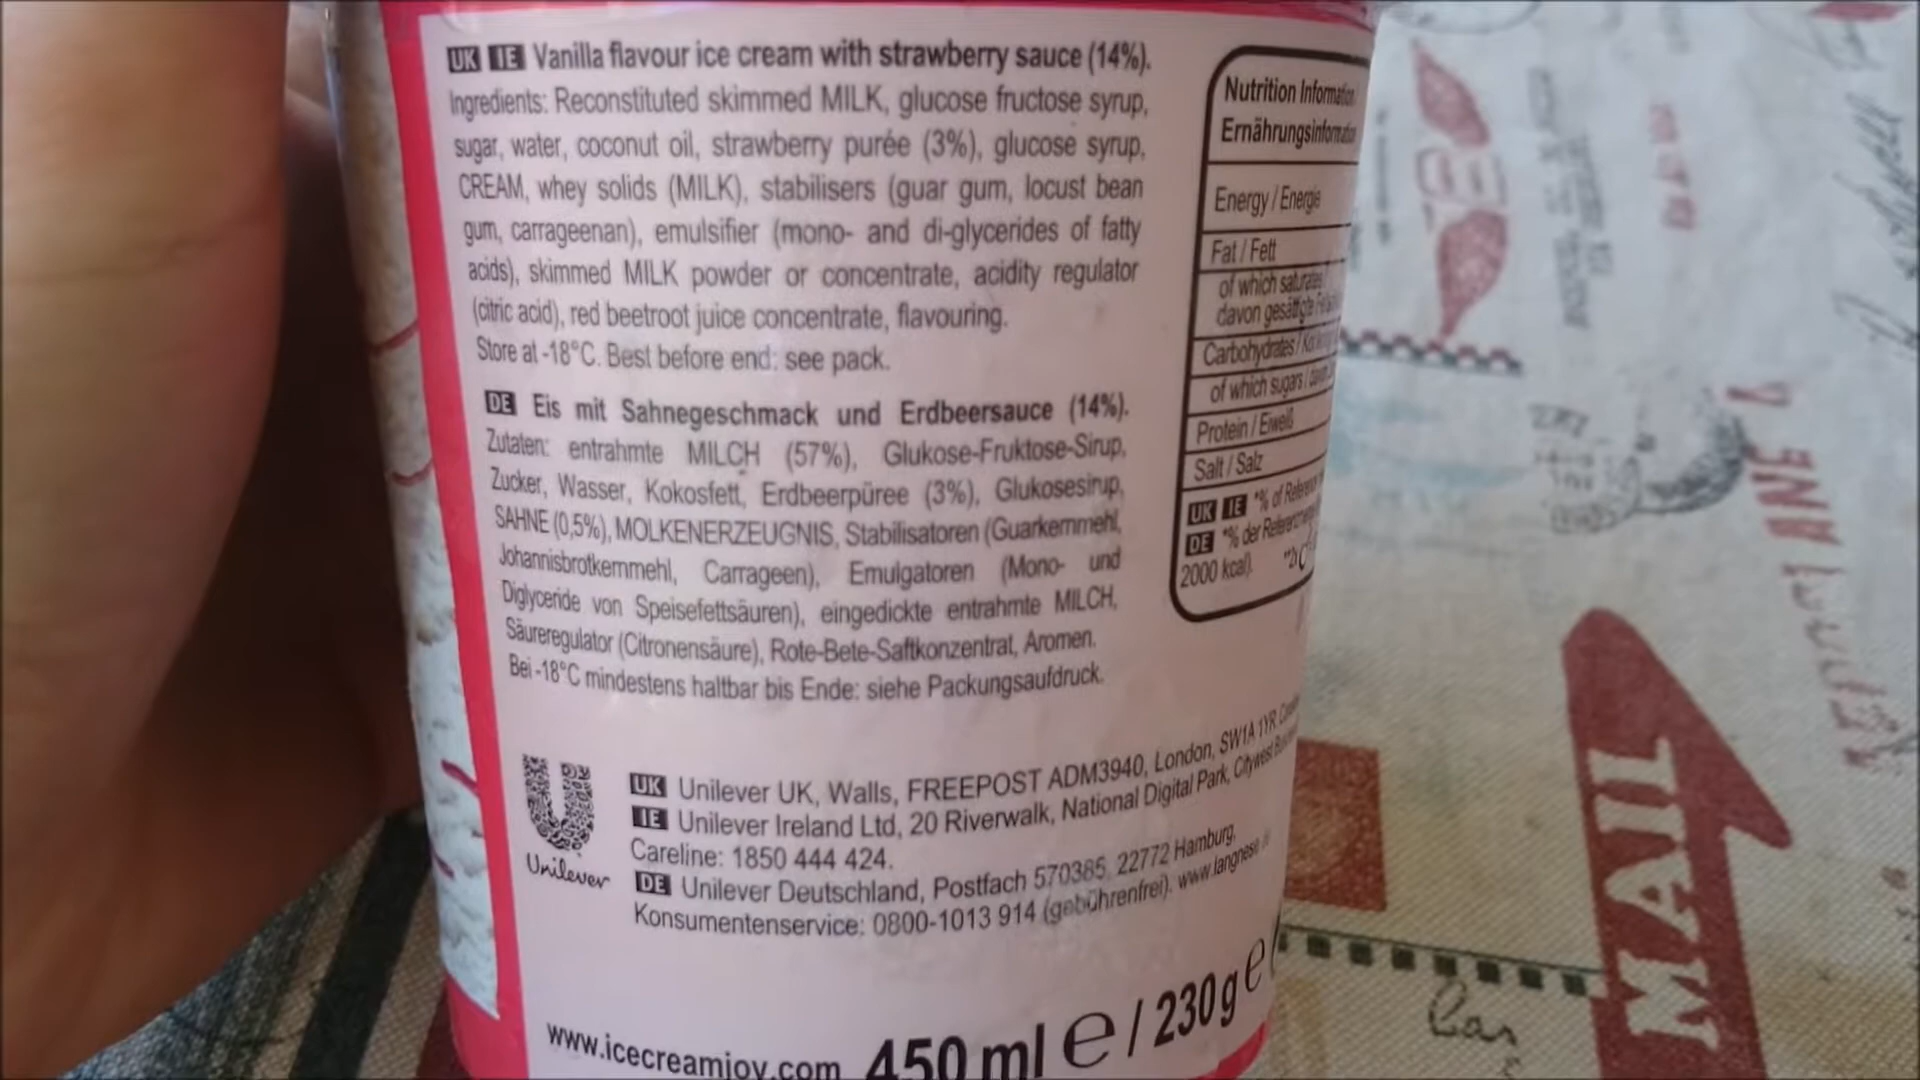 UK IE Vanilla flavour ice cream with strawberry sauce (14%).
Ingredients: Reconstituted skimmed MILK, glucose fructose syrup,
sugar, water, coconut oil, strawberry purée (3%), glucose syrup,
CREAM, whey solids (MILK), stabilisers (guar gum, locust bean
gum, carrageenan), emulsifier (mono- and di-glycerides of fatty
acids), skimmed MILK powder or concentrate, acidity regulator
(citric acid), red beetroot juice concentrate, flavouring.
Store at -18°C. Best before end: see pack.
DE Eis mit Sahnegeschmack und Erdbeersauce (14%).
Zutaten: entrahmte MILCH (57%), Glukose-Fruktose-Sirup,
Zucker, Wasser, Kokosfett, Erdbeerpüree (3%), Glukosesirup,
SAHNE (0,5%), MOLKENERZEUGNIS, Stabilisatoren (Guarkernmehl,
Johannisbrotkernmehl, Carrageen), Emulgatoren (Mono- und
Diglyceride von Speisefettsäuren), eingedickte entrahmte MILCH,
Säureregulator (Citronensäure), Rote-Bete-Saftkonzentrat, Aromen.
Bei -18°C mindestens haltbar bis Ende: siehe Packungsaufdruck.
Unilever
UK Unilever UK, Walls, FREEPOST ADM3940, London, SW1A 1YR.
IE Unilever Ireland Ltd, 20 Riverwalk, National Digital Park, Citywest
Careline: 1850 444 424.
DE Unilever Deutschland, Postfach 570385, 22772 Hamburg,
Konsumentenservice: 0800-1013 914 (gebührenfrei). www.langnese
www.icecreamjoy.com 450 ml e / 230g e
Nutrition Information
Ernährungsinformation
Energy / Energie
Fat / Fett
of which saturates /
davon gesättigte
Carbohydrates /
of which sugars /
Protein / Eiweiß
Salt / Salz
UK IE *% of Reference
DE *% der
2000 kcal).
MAIL